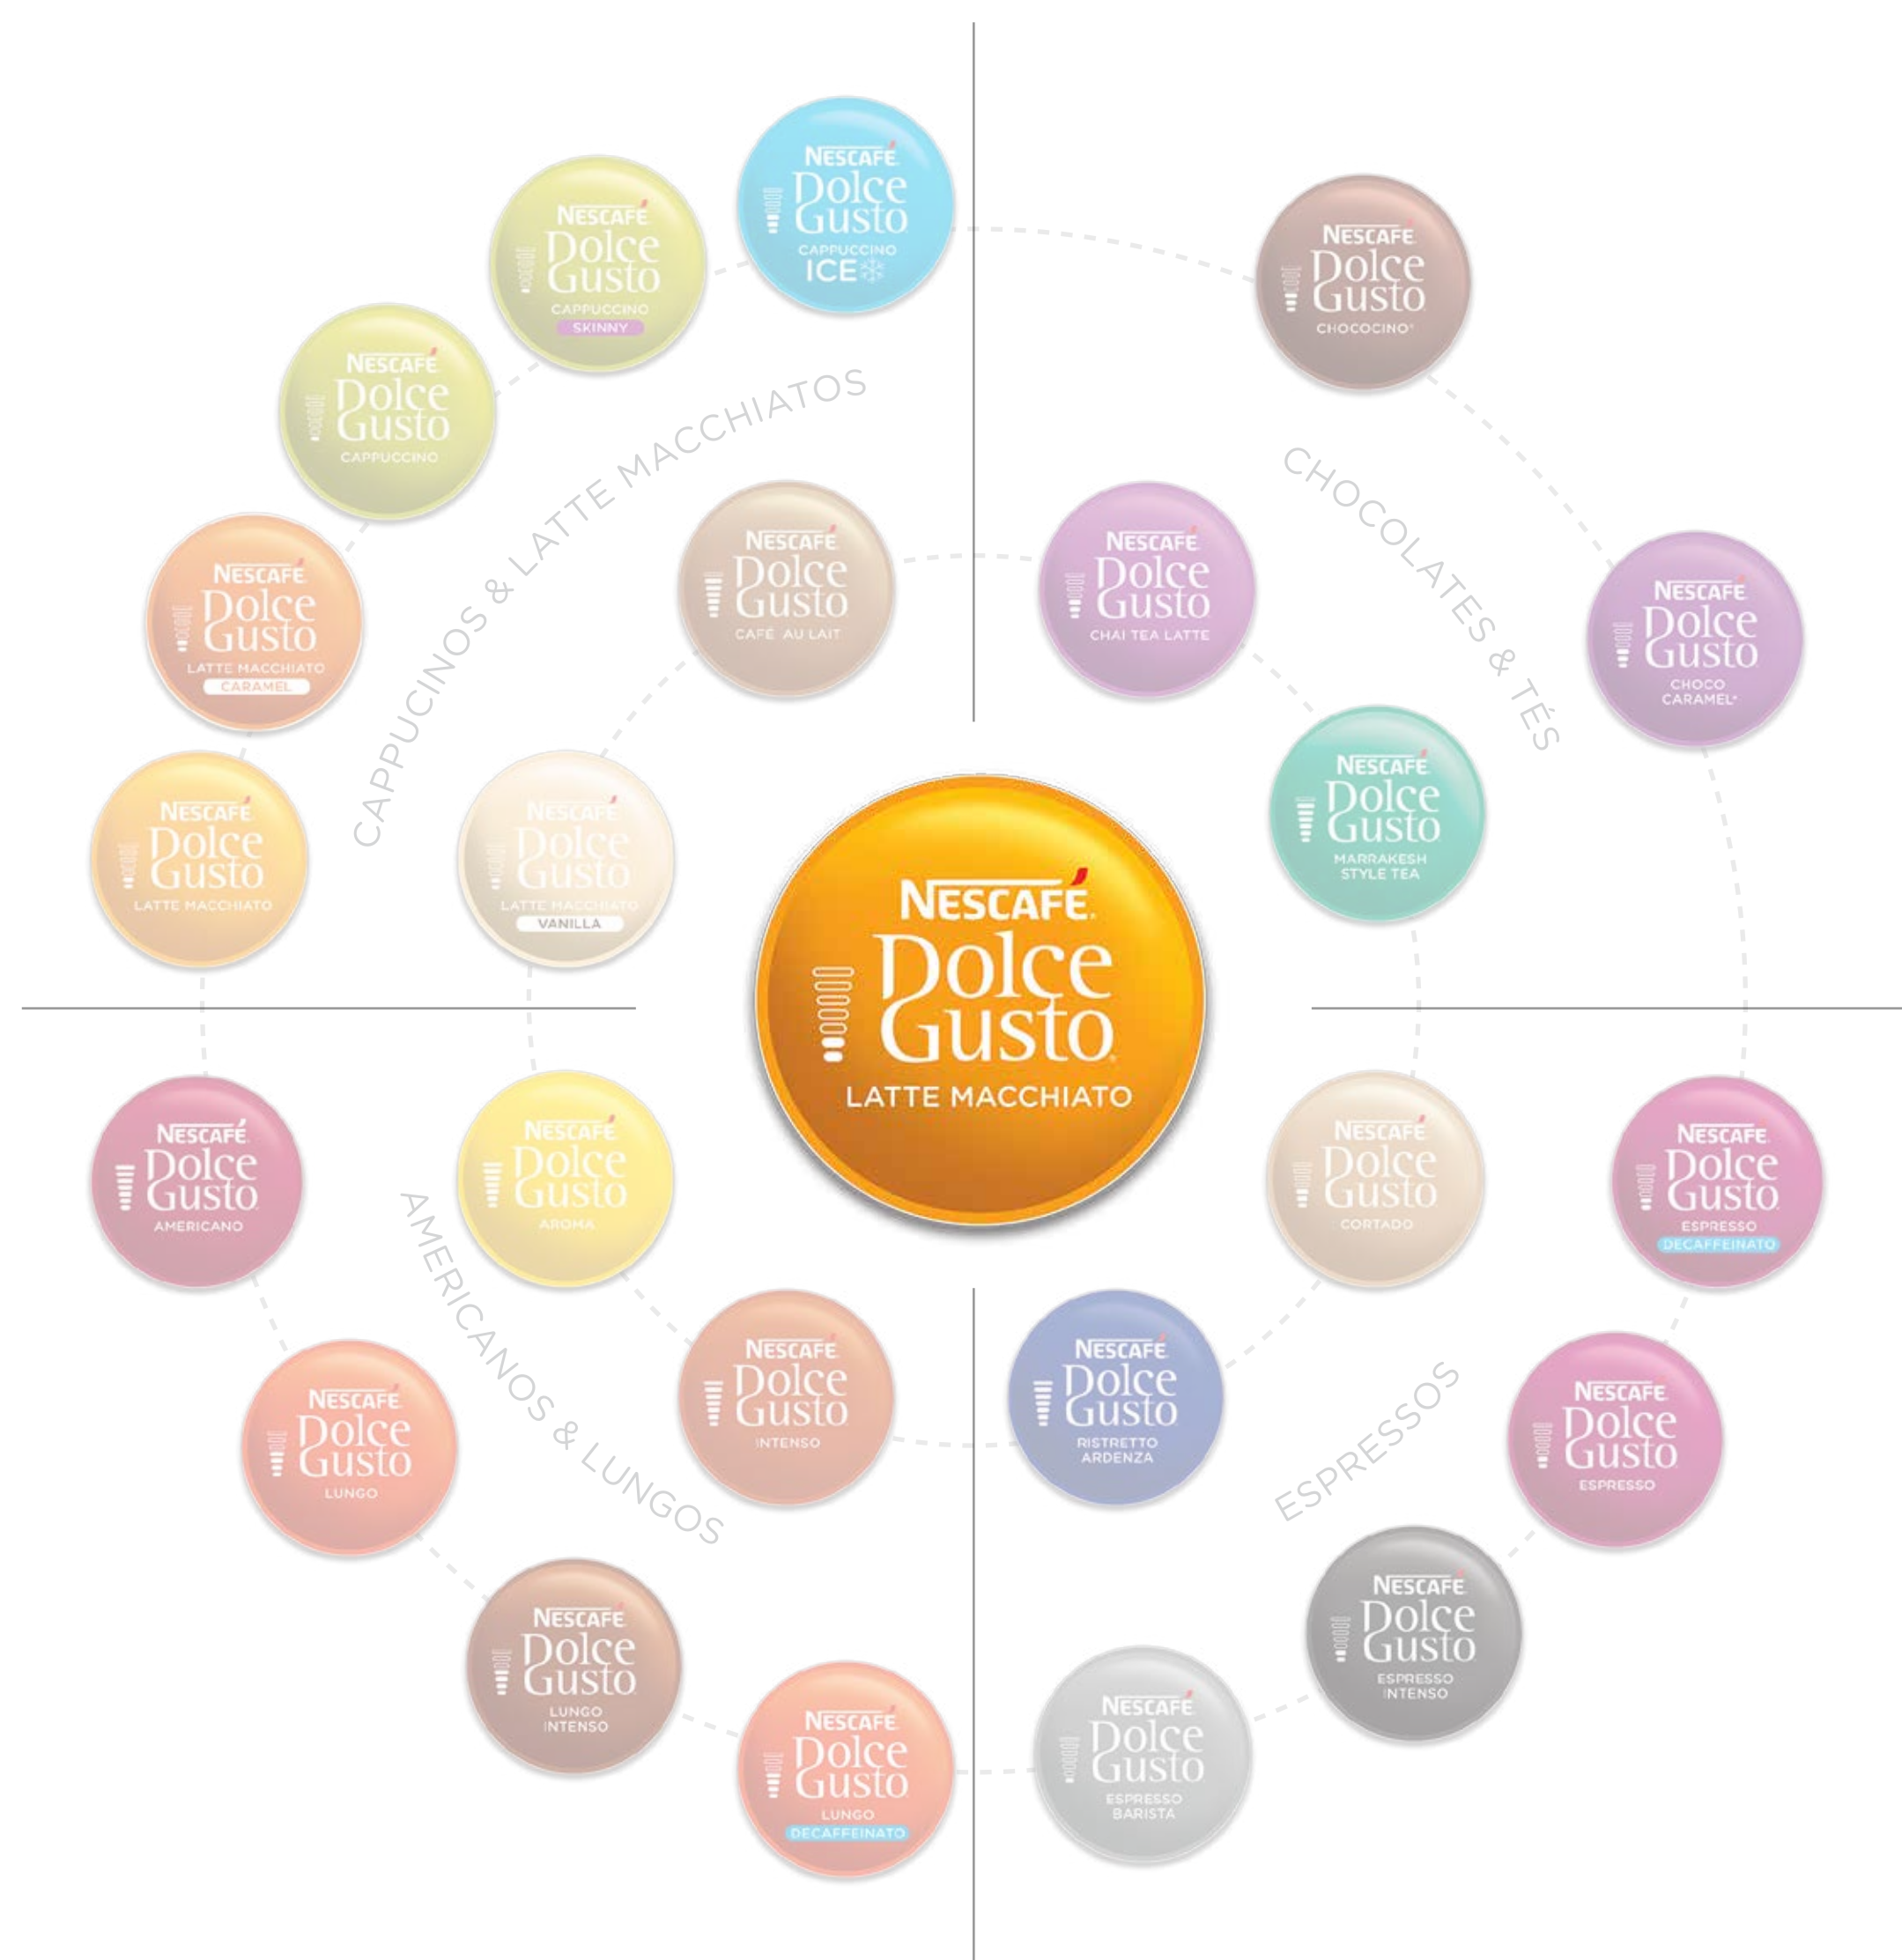 NESCAFÉ.
Dolce
Gusto
CAPPUCCINO
ICE
NESCAFÉ.
Dolce
Gusto
CAPPUCCINO
SKINNY
NESCAFÉ.
Dolce
Gusto
CAPPUCCINO
NESCAFÉ.
Dolce
Gusto
LATTE MACCHIATO
CARAMEL
NESCAFÉ.
Dolce
Gusto
LATTE MACCHIATO
CAPPUCINOS & LATTE MACCHIATOS
NESCAFÉ.
Dolce
Gusto
CAFÉ AU LAIT
NESCAFÉ.
Dolce
Gusto
LATTE MACCHIATO
VANILLA
NESCAFÉ.
Dolce
Gusto
CHOCOCINO*
CHOCOLATES & TÉS
NESCAFÉ.
Dolce
Gusto
CHAI TEA LATTE
NESCAFÉ.
Dolce
Gusto
CHOCO
CARAMEL*
NESCAFÉ.
Dolce
Gusto
MARRAKESH
STYLE TEA
NESCAFÉ.
Dolce
Gusto
LATTE MACCHIATO
NESCAFÉ.
Dolce
Gusto
AMERICANO
NESCAFÉ.
Dolce
Gusto
AROMA
AMERICANOS & LUNGOS
NESCAFÉ.
Dolce
Gusto
LUNGO
NESCAFÉ.
Dolce
Gusto
INTENSO
NESCAFÉ.
Dolce
Gusto
LUNGO
INTENSO
NESCAFÉ.
Dolce
Gusto
LUNGO
DECAFFEINATO
NESCAFÉ.
Dolce
Gusto
CORTADO
NESCAFÉ.
Dolce
Gusto
ESPRESSO
DECAFFEINATO
NESCAFÉ.
Dolce
Gusto
RISTRETTO
ARDENZA
ESPRESSOS
NESCAFÉ.
Dolce
Gusto
ESPRESSO
NESCAFÉ.
Dolce
Gusto
ESPRESSO
INTENSO
NESCAFÉ.
Dolce
Gusto
ESPRESSO
BARISTA